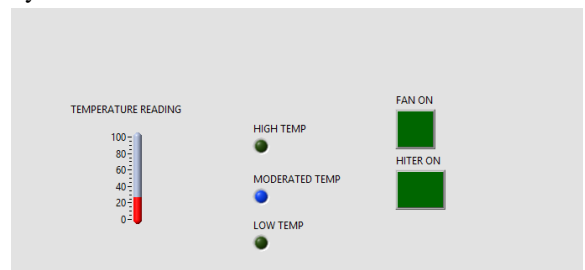 TEMPERATURE READING
100
80
60
40
20
0
HIGH TEMP
MODERATED TEMP
LOW TEMP
FAN ON
HITER ON